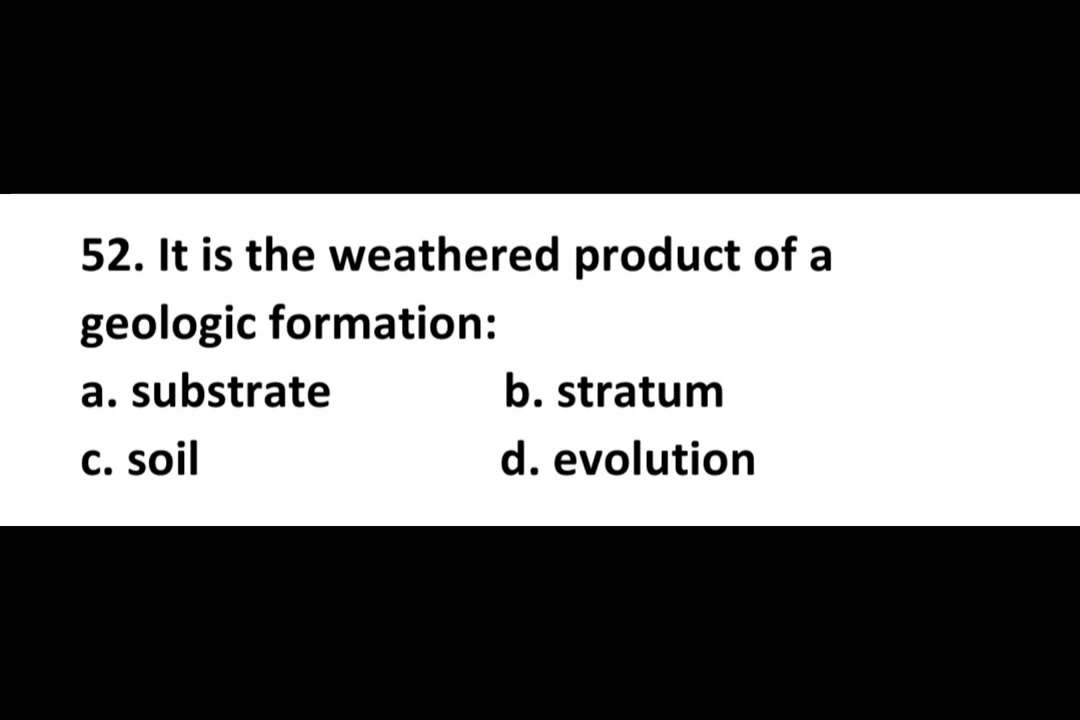 52. It is the weathered product of a
geologic formation:
a. substrate b. stratum
c. soil d. evolution